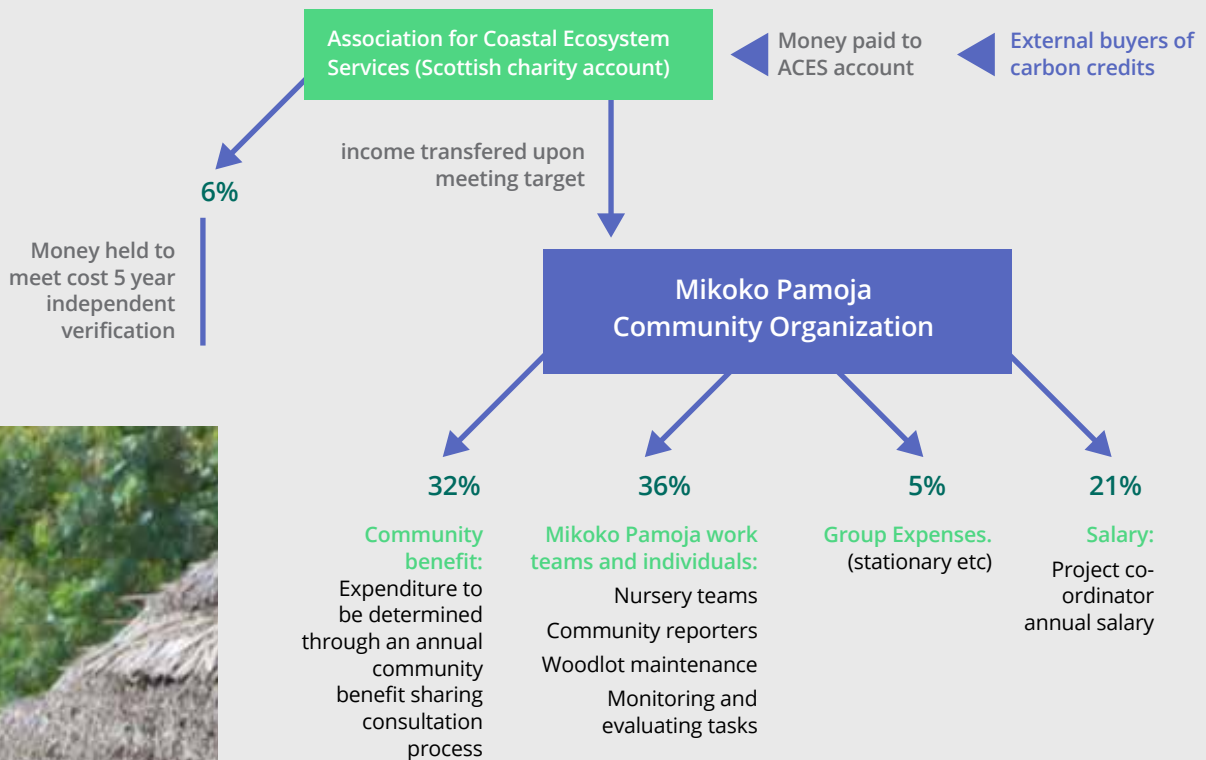 Association for Coastal Ecosystem
Services (Scottish charity account)
Money paid to
ACES account
External buyers of
carbon credits
income transfered upon
meeting target
6%
Money held to
meet cost 5 year
independent
verification
Mikoko Pamoja
Community Organization
32%
Community
benefit:
Expenditure to
be determined
through an annual
community
benefit sharing
consultation
process
36%
Mikoko Pamoja work
teams and individuals:
Nursery teams
Community reporters
Woodlot maintenance
Monitoring and
evaluating tasks
5%
Group Expenses.
(stationary etc)
21%
Salary:
Project co-
ordinator
annual salary